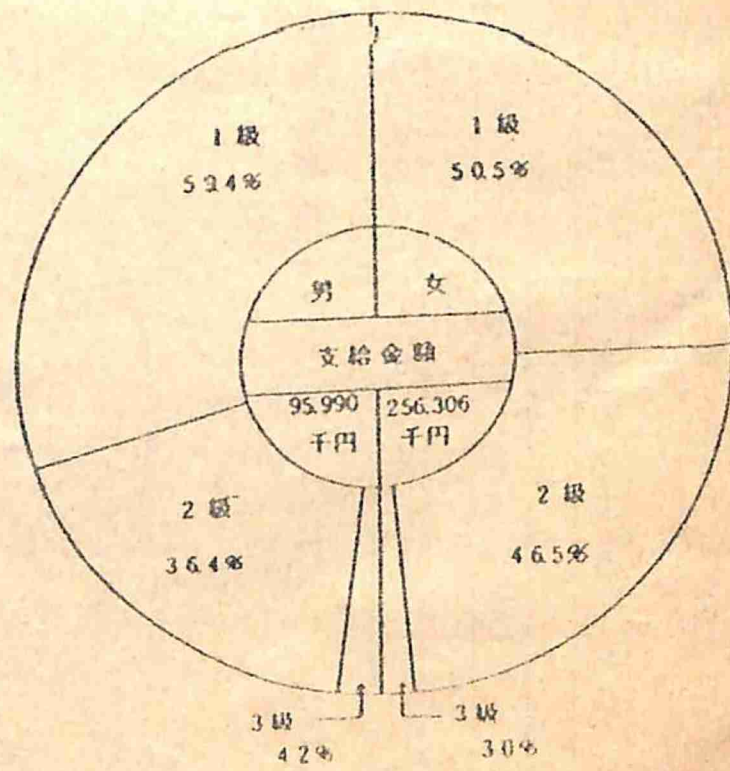 1 級
59.4%
1 級
50.5%
男
女
支給金額
95.990
千円
256.306
千円
2 級
36.4%
2 級
46.5%
3 級
4.2%
3 級
3.0%